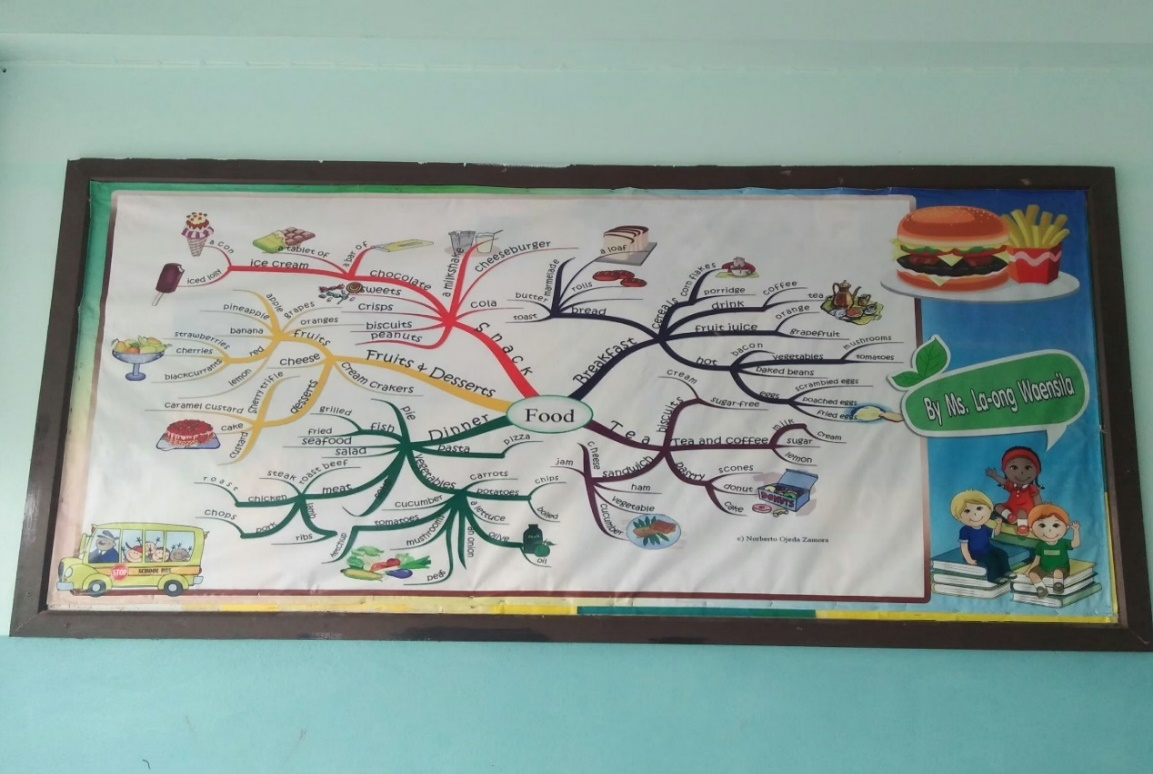 Food
Snack
a milkshake
cheeseburger
cola
chocolate
a bar of
a tablet of
ice cream
a con
iced lolly
sweets
crisps
biscuits
peanuts
Fruits & Desserts
fruits
apple
pineapple
grapes
oranges
banana
strawberries
red
cherries
blackcurrants
lemon
cheese
cream crakers
desserts
sherry trifle
caramel custard
cake
custard
Dinner
pie
fish
grilled
fried
seafood
salad
pasta
pizza
meat
roast beef
steak
chicken
roast
pork
chops
ribs
vegetables
carrots
potatoes
chips
boiled
cucumber
tomatoes
mushrooms
peas
an onion
lettuce
olive
oil
Breakfast
bread
marmelade
butter
toast
rolls
a loaf
cereals
corn flakes
porridge
drink
coffee
tea
fruit juice
orange
grapefruit
hot
bacon
vegetables
mushrooms
tomatoes
baked beans
eggs
scrambled eggs
poached eggs
fried egg
Tea
biscuits
cream
sugar-free
Tea and coffee
milk
cream
sugar
lemon
pastry
scones
donut
cake
DONUTS
sandwich
cheese
jam
ham
vegetable
cucumber
c) Norberto Ojeda Zamora
By Ms. La-ong Waensila
STOP
SCHOOL BUS